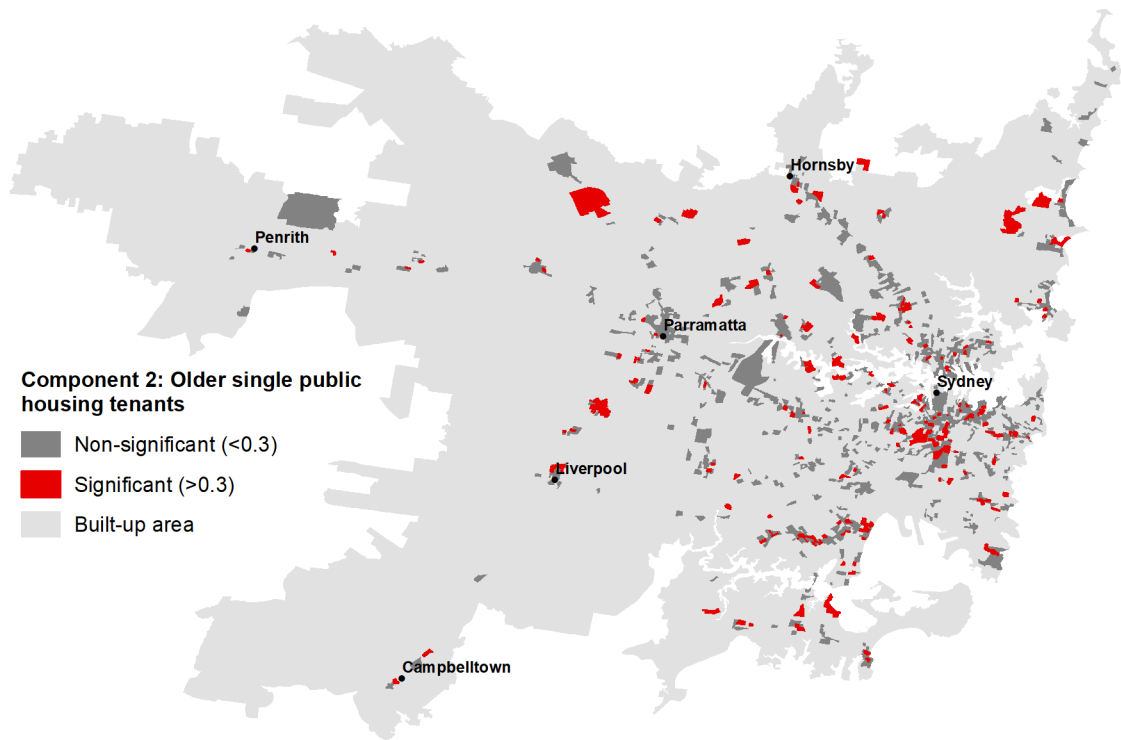 Hornsby
Penrith
Parramatta
Component 2: Older single public
housing tenants
Sydney
Non-significant (<0.3)
Liverpool
Significant (>0.3)
Built-up area
Campbelltown